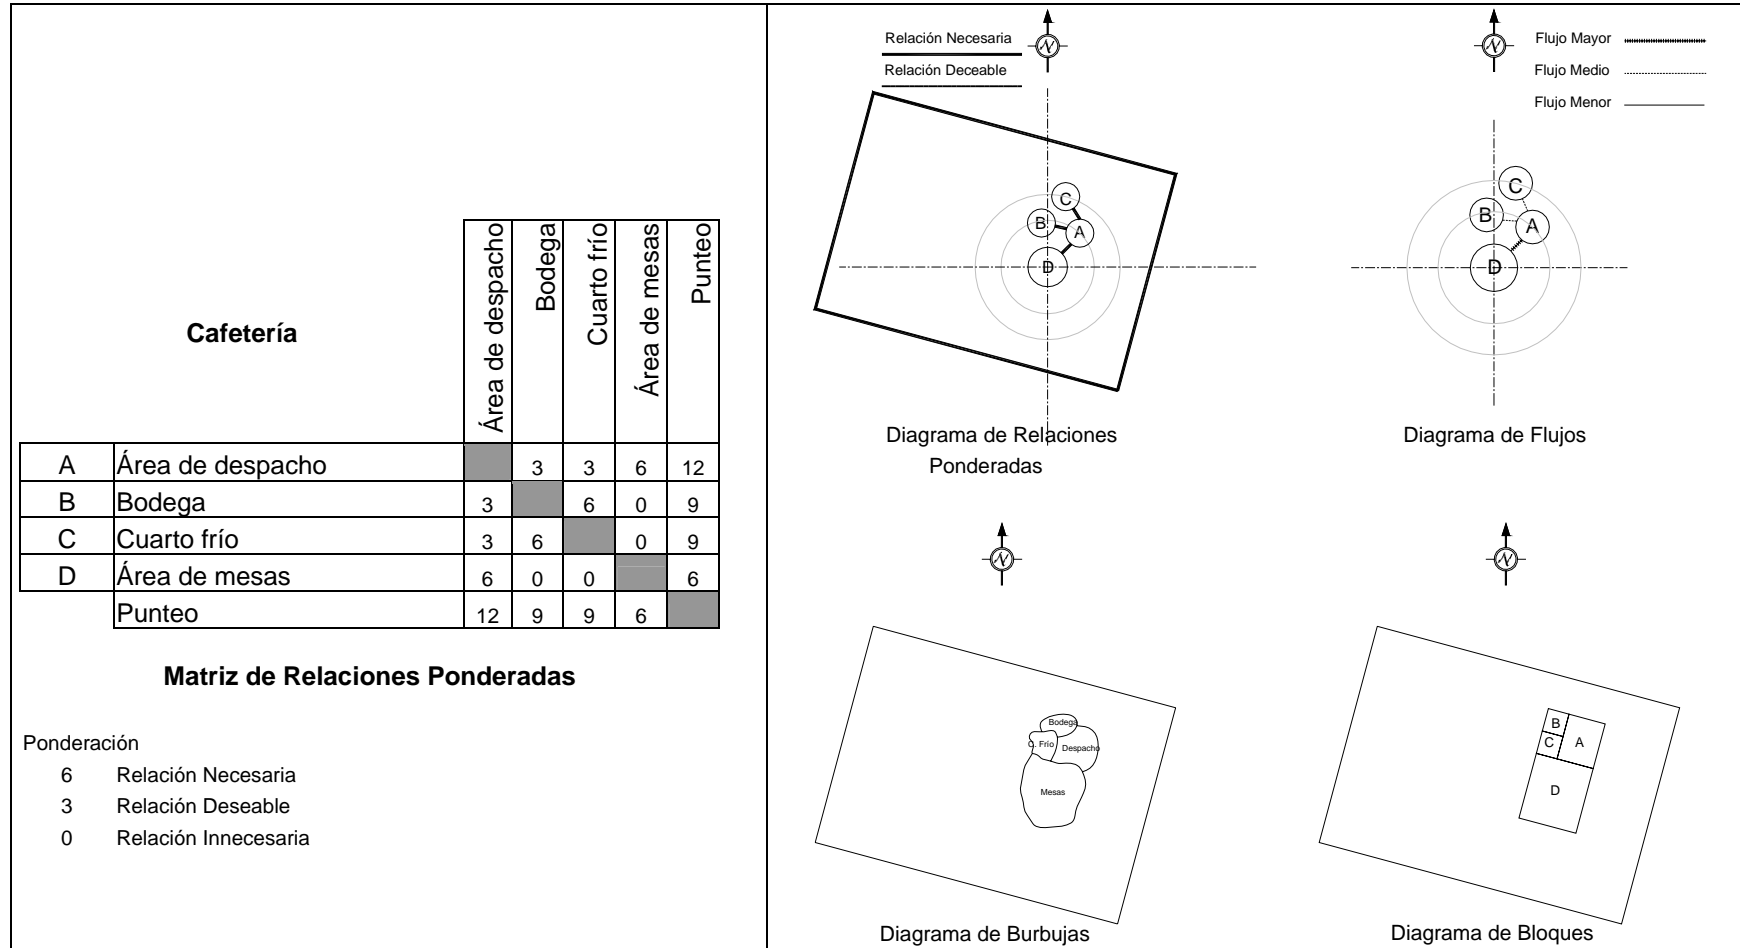 Cafetería
Área de despacho
Bodega
Cuarto frío
Área de mesas
Punteo
A Área de despacho 3 3 6 12
B Bodega 3 6 0 9
C Cuarto frío 3 6 0 9
D Área de mesas 6 0 0 6
Punteo 12 9 9 6
Matriz de Relaciones Ponderadas
Ponderación
6 Relación Necesaria
3 Relación Deseable
0 Relación Innecesaria
Relación Necesaria
Relación Deceable
N
C
B
A
D
Diagrama de Relaciones
Ponderadas
N
Flujo Mayor
Flujo Medio
Flujo Menor
C
B
A
D
Diagrama de Flujos
N
Bodega
C. Frío
Despacho
Mesas
Diagrama de Burbujas
N
B
C A
D
Diagrama de Bloques